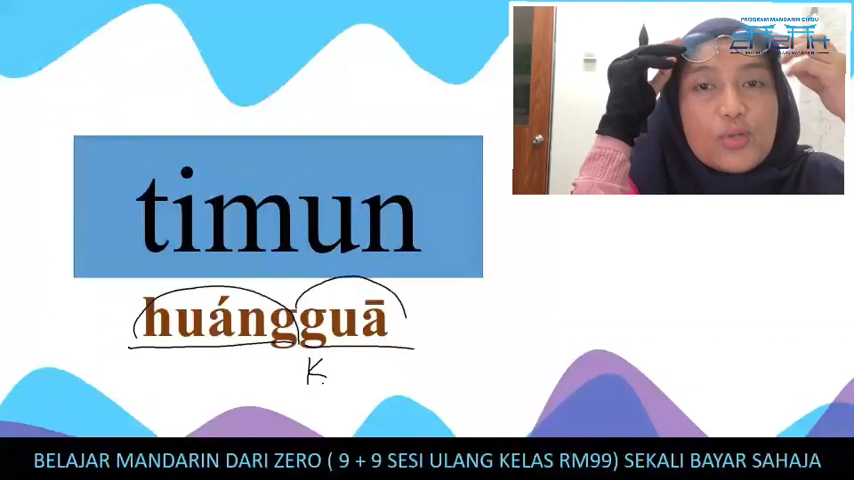 PROGRAM MANDARIN CIKGU
timun
huángguā
K
BELAJAR MANDARIN DARI ZERO ( 9 + 9 SESI ULANG KELAS RM99) SEKALI BAYAR SAHAJA